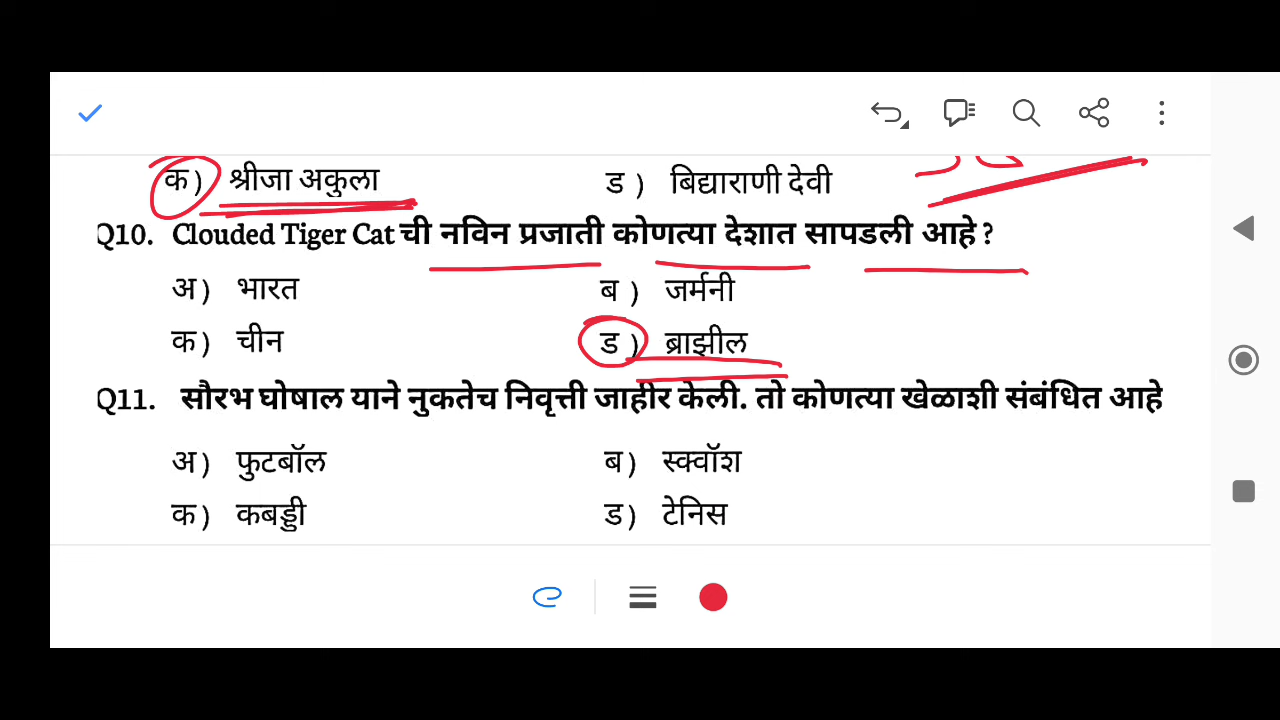 क) श्रीजा अकुला ड) बिद्याराणी देवी
Q10. Clouded Tiger Cat ची नविन प्रजाती कोणत्या देशात सापडली आहे?
अ) भारत ब) जर्मनी
क) चीन ड) ब्राझील
Q11. सौरभ घोषाल याने नुकतेच निवृत्ती जाहीर केली. तो कोणत्या खेळाशी संबंधित आहे
अ) फुटबॉल ब) स्क्वॉश
क) कबड्डी ड) टेनिस